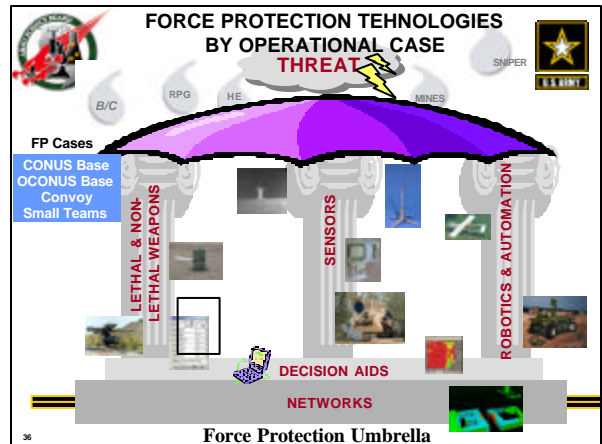 FORCE PROTECTION TEHNOLOGIES
BY OPERATIONAL CASE
THREAT
SNIPER
B/C
RPG
HE
MINES
U.S.ARMY
FP Cases
CONUS Base
OCONUS Base
Convoy
Small Teams
LETHAL & NON-
LETHAL WEAPONS
SENSORS
ROBOTICS & AUTOMATION
DECISION AIDS
NETWORKS
36
Force Protection Umbrella